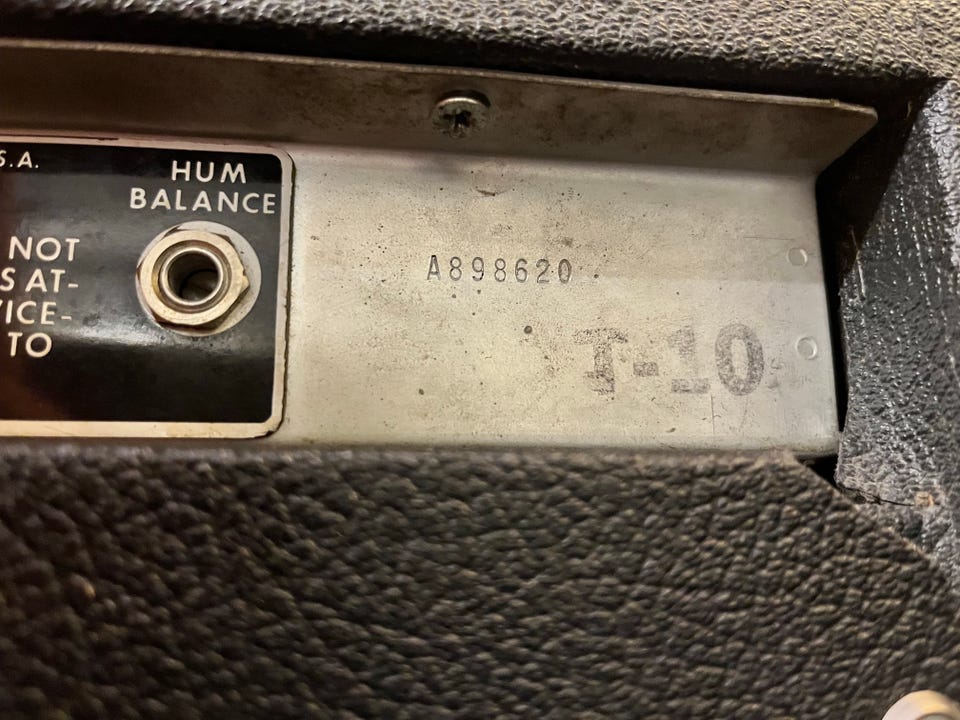 S.A.
HUM
BALANCE
NOT
S AT-
VICE-
TO
A898620
T-10